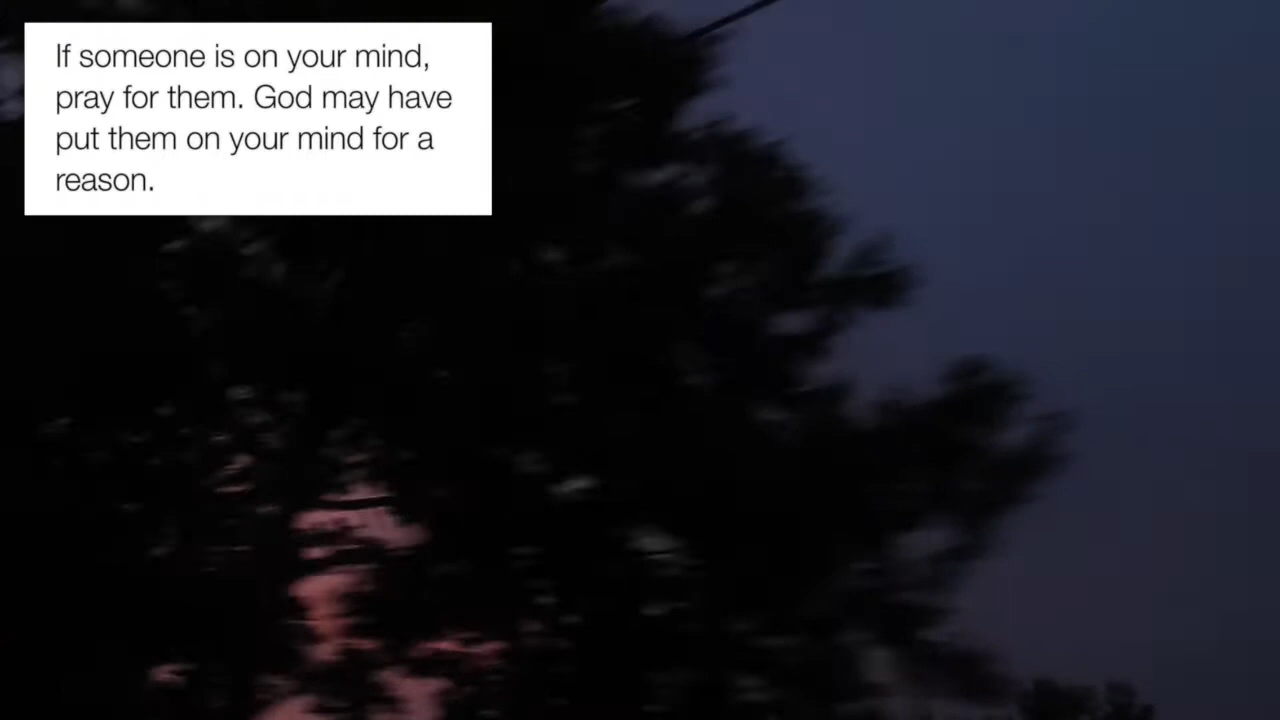 If someone is on your mind,
pray for them. God may have
put them on your mind for a
reason.